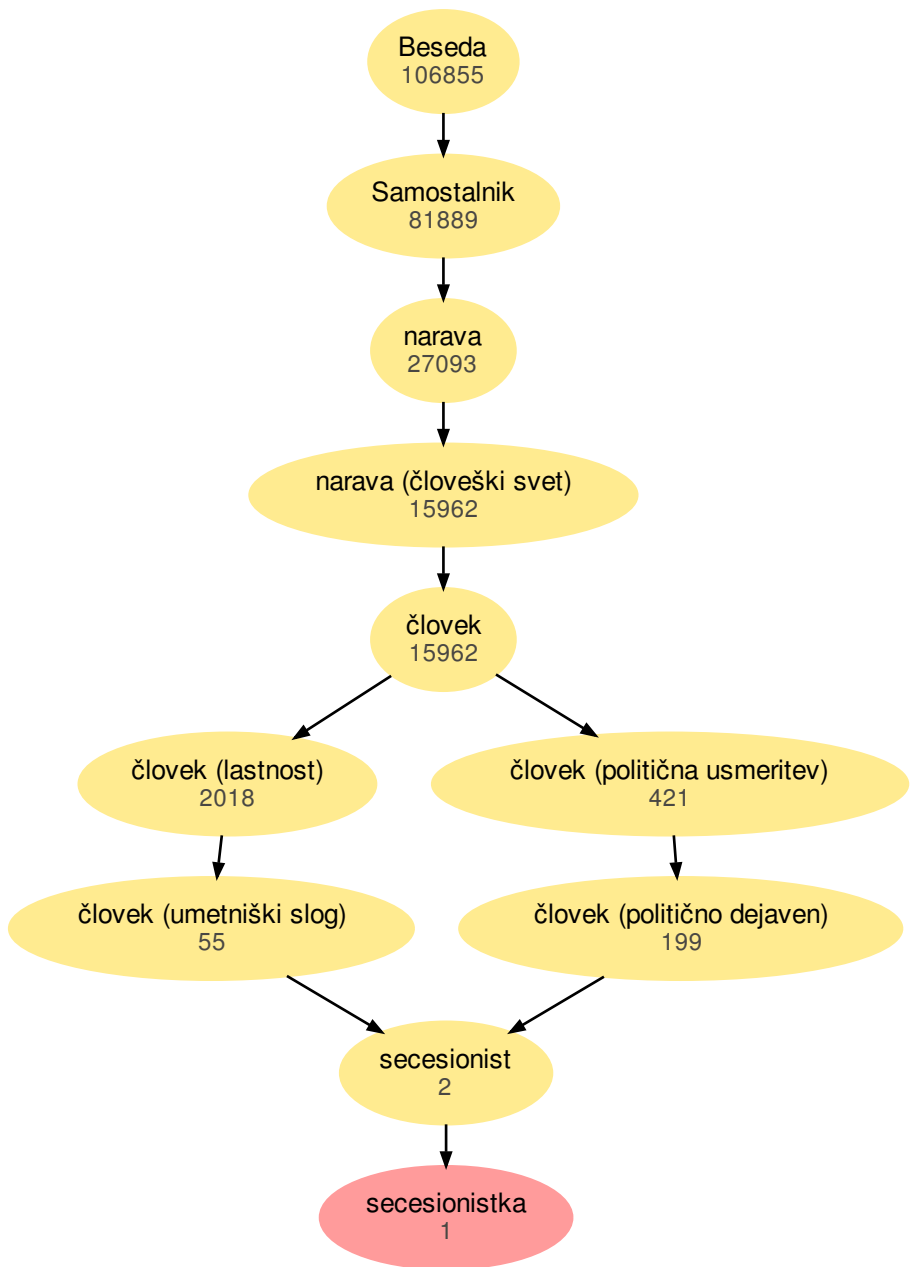 Beseda
106855
Samostalnik
81889
narava
27093
narava (človeški svet)
15962
človek
15962
človek (lastnost)
2018
človek (politična usmeritev)
421
človek (umetniški slog)
55
človek (politično dejaven)
199
secesionist
2
secesionistka
1